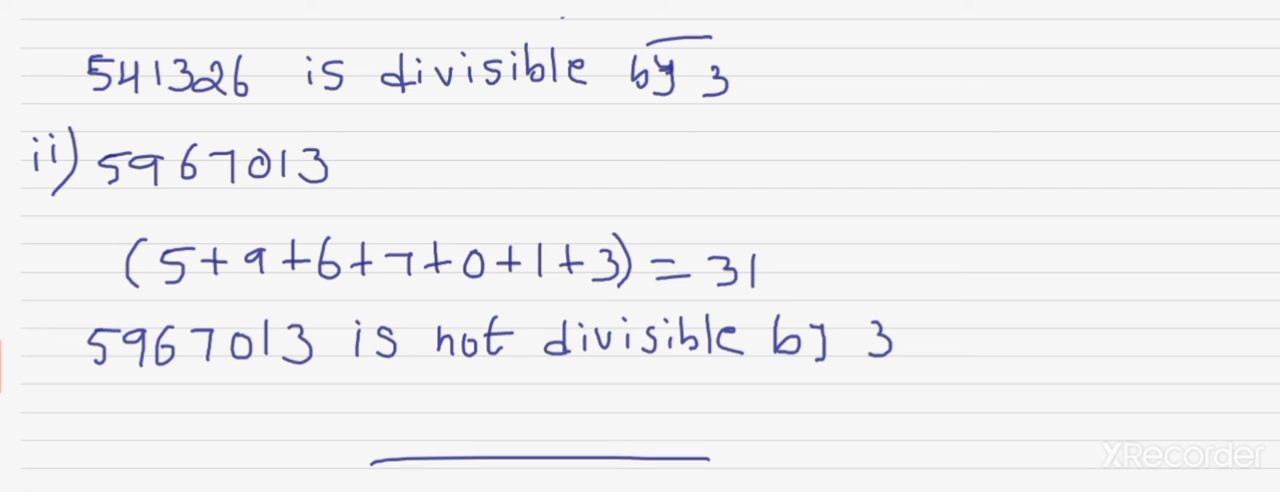 541326 is divisible by 3
ii) 5967013
(5+9+6+7+0+1+3) = 31
5967013 is not divisible by 3
XRecorder